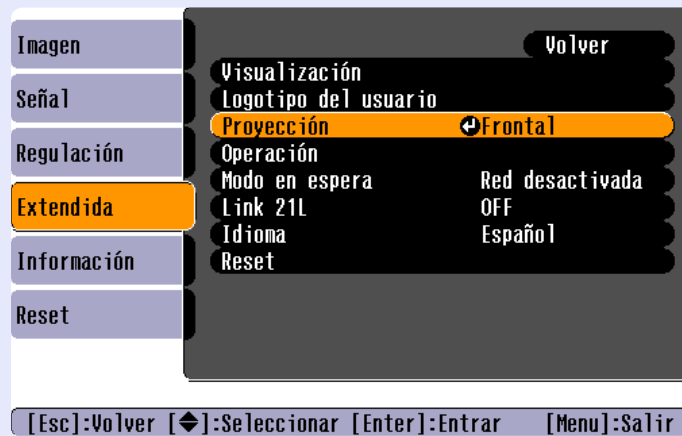 Imagen
Señal
Regulación
Extendida
Información
Reset
Volver
Visualización
Logotipo del usuario
Proyección Frontal
Operación
Modo en espera Red desactivada
Link 21L OFF
Idioma Español
Reset
[Esc]:Volver [◆]:Seleccionar [Enter]:Entrar [Menu]:Salir